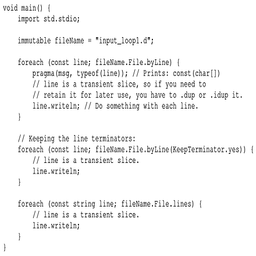 void main() {
    import std.stdio;

    immutable fileName = "input_loop1.d";

    foreach (const line; fileName.File.byLine) {
        pragma(msg, typeof(line)); // Prints: const(char[])
        // line is a transient slice, so if you need to
        // retain it for later use, you have to .dup or .idup it.
        line.writeln; // Do something with each line.
    }

    // Keeping the line terminators:
    foreach (const line; fileName.File.byLine(KeepTerminator.yes)) {
        // line is a transient slice.
        line.writeln;
    }

    foreach (const string line; fileName.File.lines) {
        // line is a transient slice.
        line.writeln;
    }
}